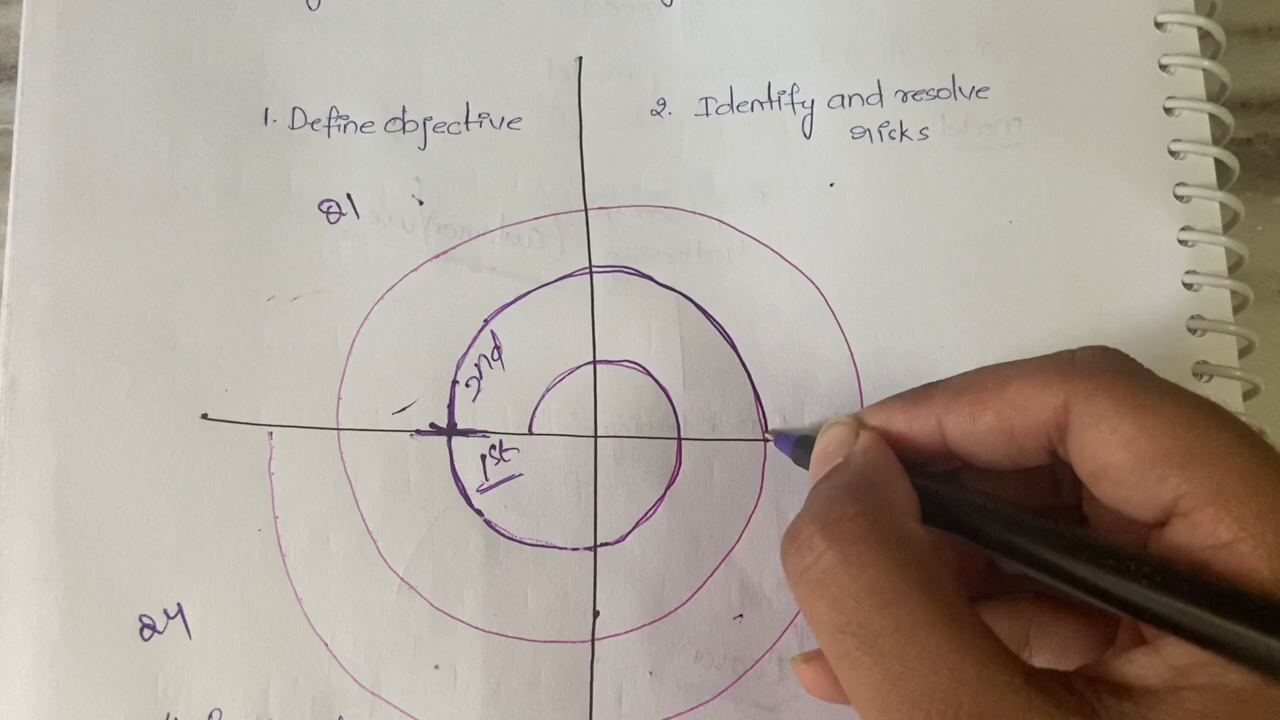 1. Define objective
2. Identify and resolve
risks
Q1
2nd
1st
Q4